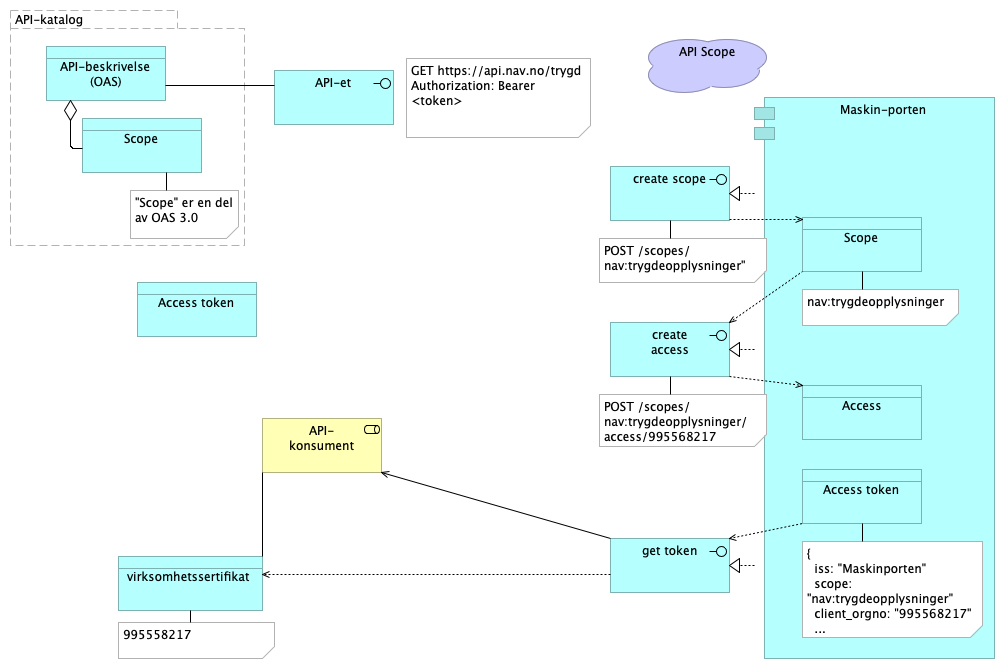 API-katalog
API-beskrivelse
(OAS)
Scope
"Scope" er en del
av OAS 3.0
API-et
GET https://api.nav.no/trygd
Authorization: Bearer
<token>
API Scope
Maskin-porten
create scope
POST /scopes/
nav:trygdeopplysninger"
Scope
nav:trygdeopplysninger
Access token
create
access
POST /scopes/
nav:trygdeopplysninger/
access/995568217
Access
API-
konsument
Access token
get token
{
iss: "Maskinporten"
scope:
"nav:trygdeopplysninger"
client_orgno: "995568217"
...
virksomhetssertifikat
995558217